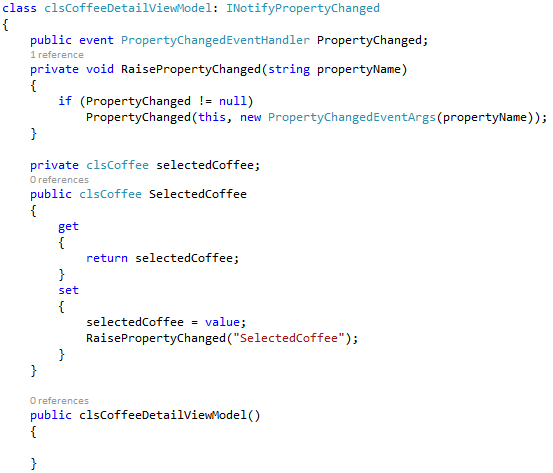 class clsCoffeeDetailViewModel: INotifyPropertyChanged
{
    public event PropertyChangedEventHandler PropertyChanged;
    1 reference
    private void RaisePropertyChanged(string propertyName)
    {
        if (PropertyChanged != null)
            PropertyChanged(this, new PropertyChangedEventArgs(propertyName));
    }
    private clsCoffee selectedCoffee;
    0 references
    public clsCoffee SelectedCoffee
    {
        get
        {
            return selectedCoffee;
        }
        set
        {
            selectedCoffee = value;
            RaisePropertyChanged("SelectedCoffee");
        }
    }
    0 references
    public clsCoffeeDetailViewModel()
    {
    }